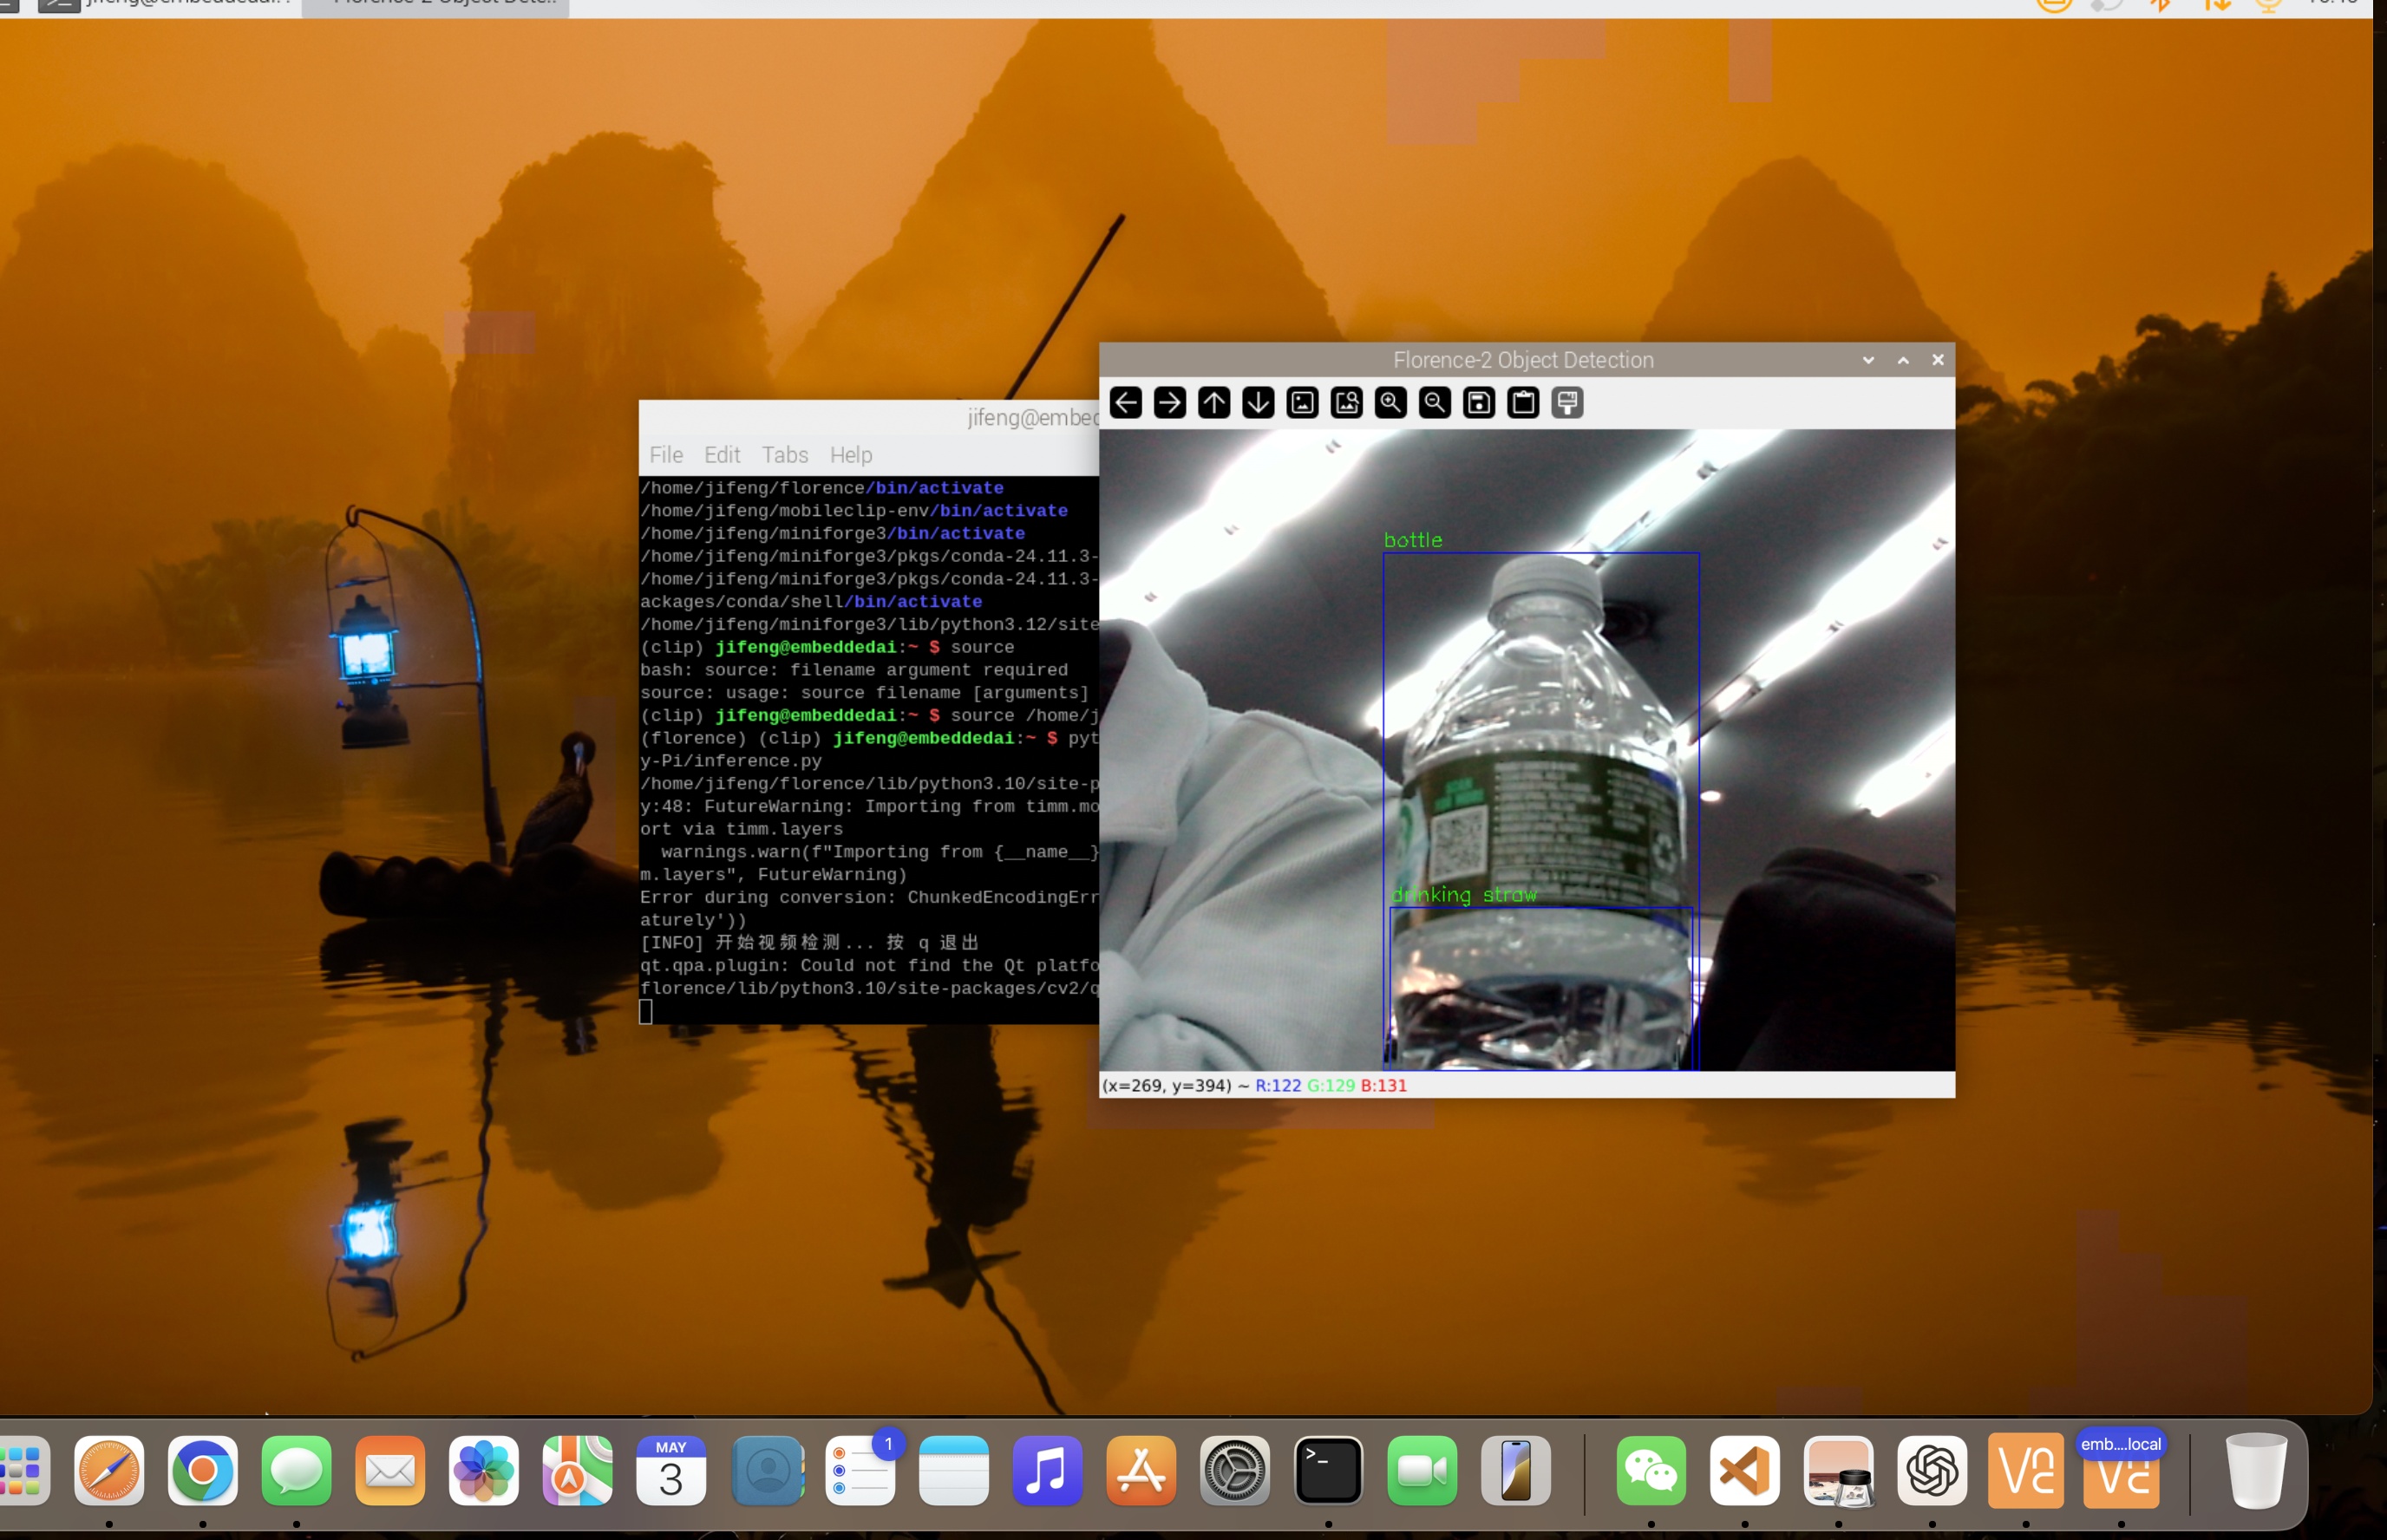 Florence-2 Object Detection
jifeng@embed
File Edit Tabs Help
/home/jifeng/florence/bin/activate
/home/jifeng/mobileclip-env/bin/activate
/home/jifeng/miniforge3/bin/activate
/home/jifeng/miniforge3/pkgs/conda-24.11.3-
/home/jifeng/miniforge3/pkgs/conda-24.11.3-
ackages/conda/shell/bin/activate
/home/jifeng/miniforge3/lib/python3.12/site
(clip) jifeng@embeddedai:~ $ source
bash: source: filename argument required
source: usage: source filename [arguments]
(clip) jifeng@embeddedai:~ $ source /home/j
(florence) (clip) jifeng@embeddedai:~ $ pyt
y-Pi/inference.py
/home/jifeng/florence/lib/python3.10/site-p
y:48: FutureWarning: Importing from timm.mo
ort via timm.layers
warnings.warn(f"Importing from {__name__}
m.layers", FutureWarning)
Error during conversion: ChunkedEncodingErr
aturely'))
[INFO] 开始视频检测... 按 q 退出
qt.qpa.plugin: Could not find the Qt platfo
florence/lib/python3.10/site-packages/cv2/q
bottle
drinking straw
(x=269, y=394) ~ R:122 G:129 B:131
MAY
3
1
>_
emb....local